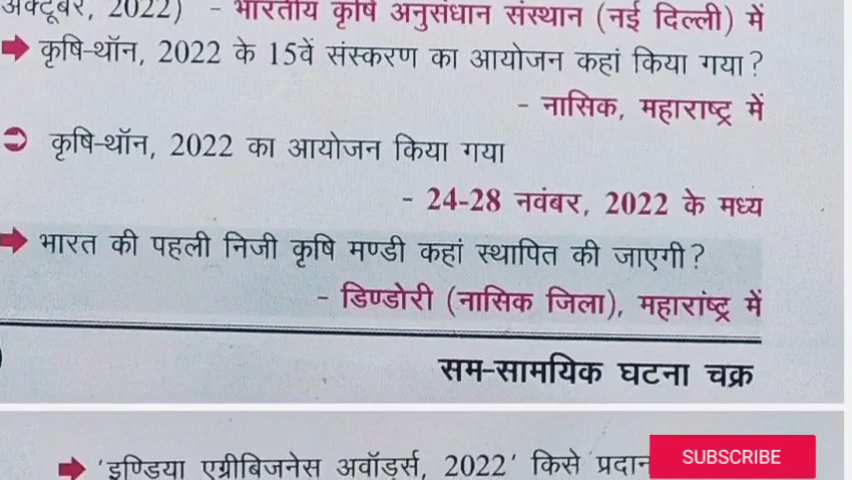 अक्टूबर, 2022) - भारतीय कृषि अनुसंधान संस्थान (नई दिल्ली) में
कृषि-थॉन, 2022 के 15वें संस्करण का आयोजन कहां किया गया?
- नासिक, महाराष्ट्र में
कृषि-थॉन, 2022 का आयोजन किया गया
- 24-28 नवंबर, 2022 के मध्य
भारत की पहली निजी कृषि मण्डी कहां स्थापित की जाएगी?
- डिण्डोरी (नासिक जिला), महारांष्ट्र में
सम-सामयिक घटना चक्र
'इण्डिया एग्रीबिजनेस अवॉर्ड्स, 2022' किसे प्रदान
SUBSCRIBE